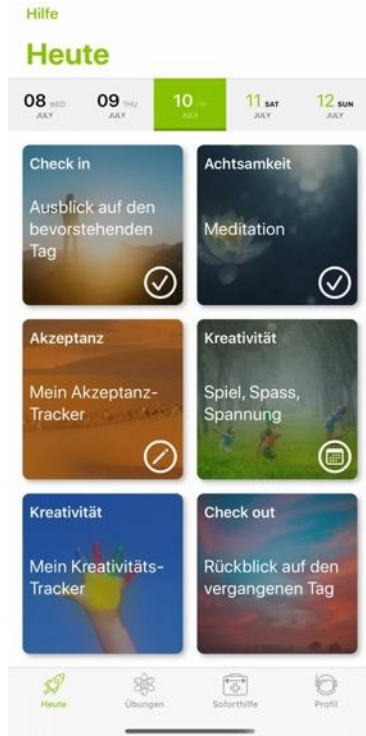 Hilfe
Heute
08 WED 09 THU 10 FRI 11 SAT 12 SUN
JULY JULY JULY JULY JULY
Check in
Ausblick auf den
bevorstehenden
Tag
Achtsamkeit
Meditation
Akzeptanz
Mein Akzeptanz-
Tracker
Kreativität
Spiel, Spass,
Spannung
Kreativität
Mein Kreativitäts-
Tracker
Check out
Rückblick auf den
vergangenen Tag
Heute Übungen Soforthilfe Profil